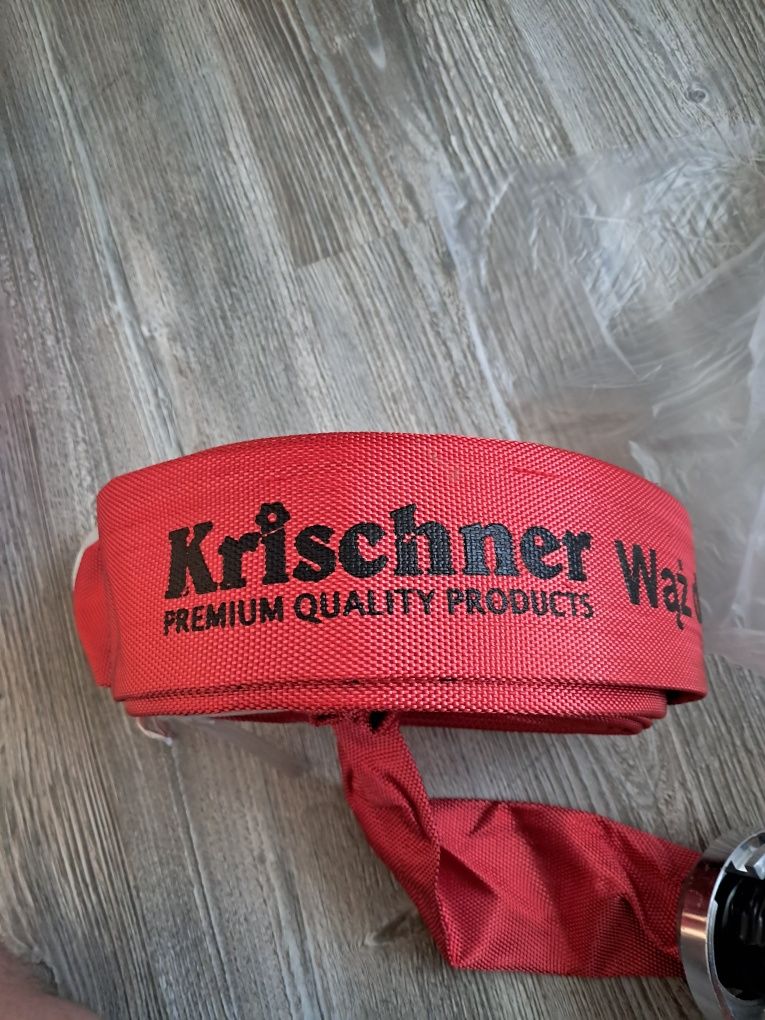 Krischner Wąż
PREMIUM QUALITY PRODUCTS